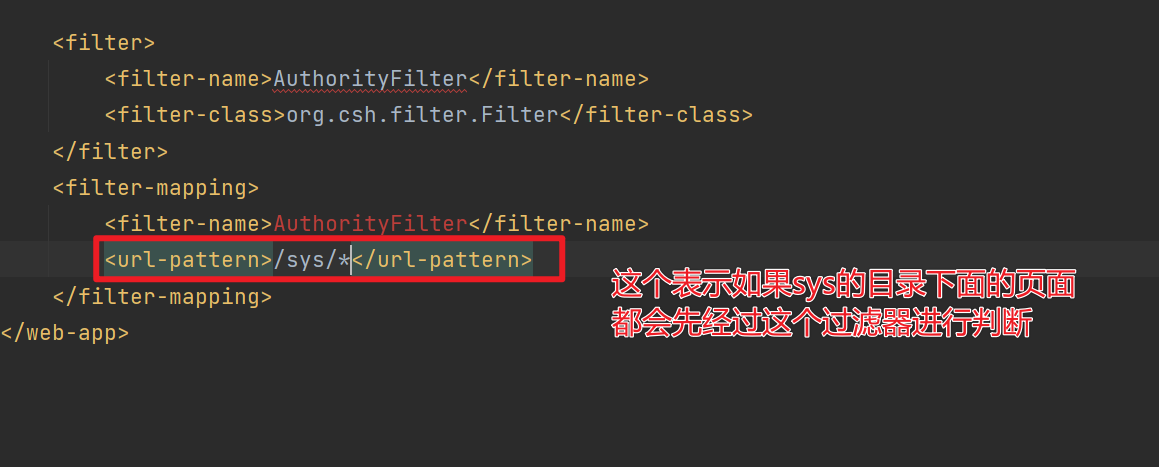 <filter>
<filter-name>AuthorityFilter</filter-name>
<filter-class>org.csh.filter.Filter</filter-class>
</filter>
<filter-mapping>
<filter-name>AuthorityFilter</filter-name>
<url-pattern>/sys/*</url-pattern>
</filter-mapping>
</web-app>
这个表示如果sys的目录下面的页面
都会先经过这个过滤器进行判断